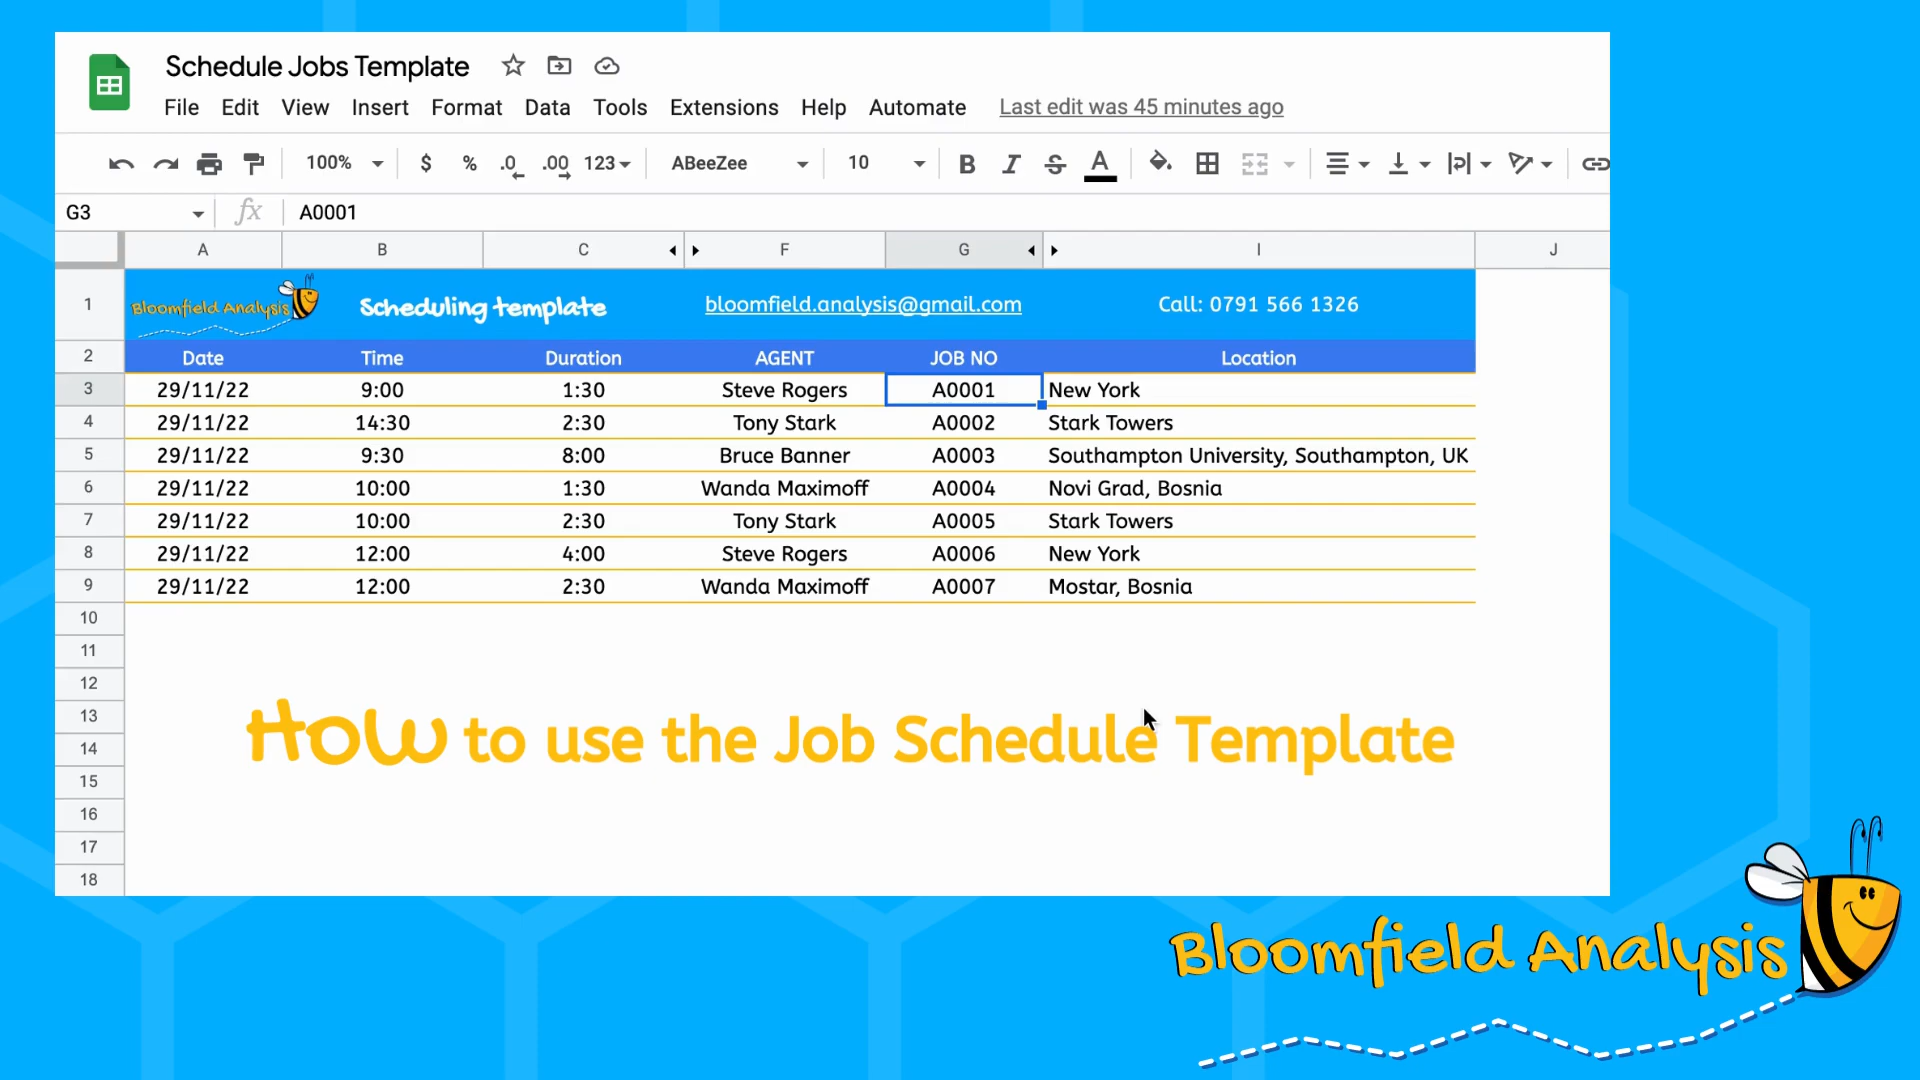 Schedule Jobs Template
File Edit View Insert Format Data Tools Extensions Help Automate Last edit was 45 minutes ago
100% $ % .0 .00 123 ABeeZee 10 B I S A
G3 fx A0001
A B C F G I J
1 Bloomfield Analysis Scheduling template bloomfield.analysis@gmail.com Call: 0791 566 1326
2 Date Time Duration AGENT JOB NO Location
3 29/11/22 9:00 1:30 Steve Rogers A0001 New York
4 29/11/22 14:30 2:30 Tony Stark A0002 Stark Towers
5 29/11/22 9:30 8:00 Bruce Banner A0003 Southampton University, Southampton, UK
6 29/11/22 10:00 1:30 Wanda Maximoff A0004 Novi Grad, Bosnia
7 29/11/22 10:00 2:30 Tony Stark A0005 Stark Towers
8 29/11/22 12:00 4:00 Steve Rogers A0006 New York
9 29/11/22 12:00 2:30 Wanda Maximoff A0007 Mostar, Bosnia
10
11
12
13
How to use the Job Schedule Template
14
15
16
17
18
Bloomfield Analysis